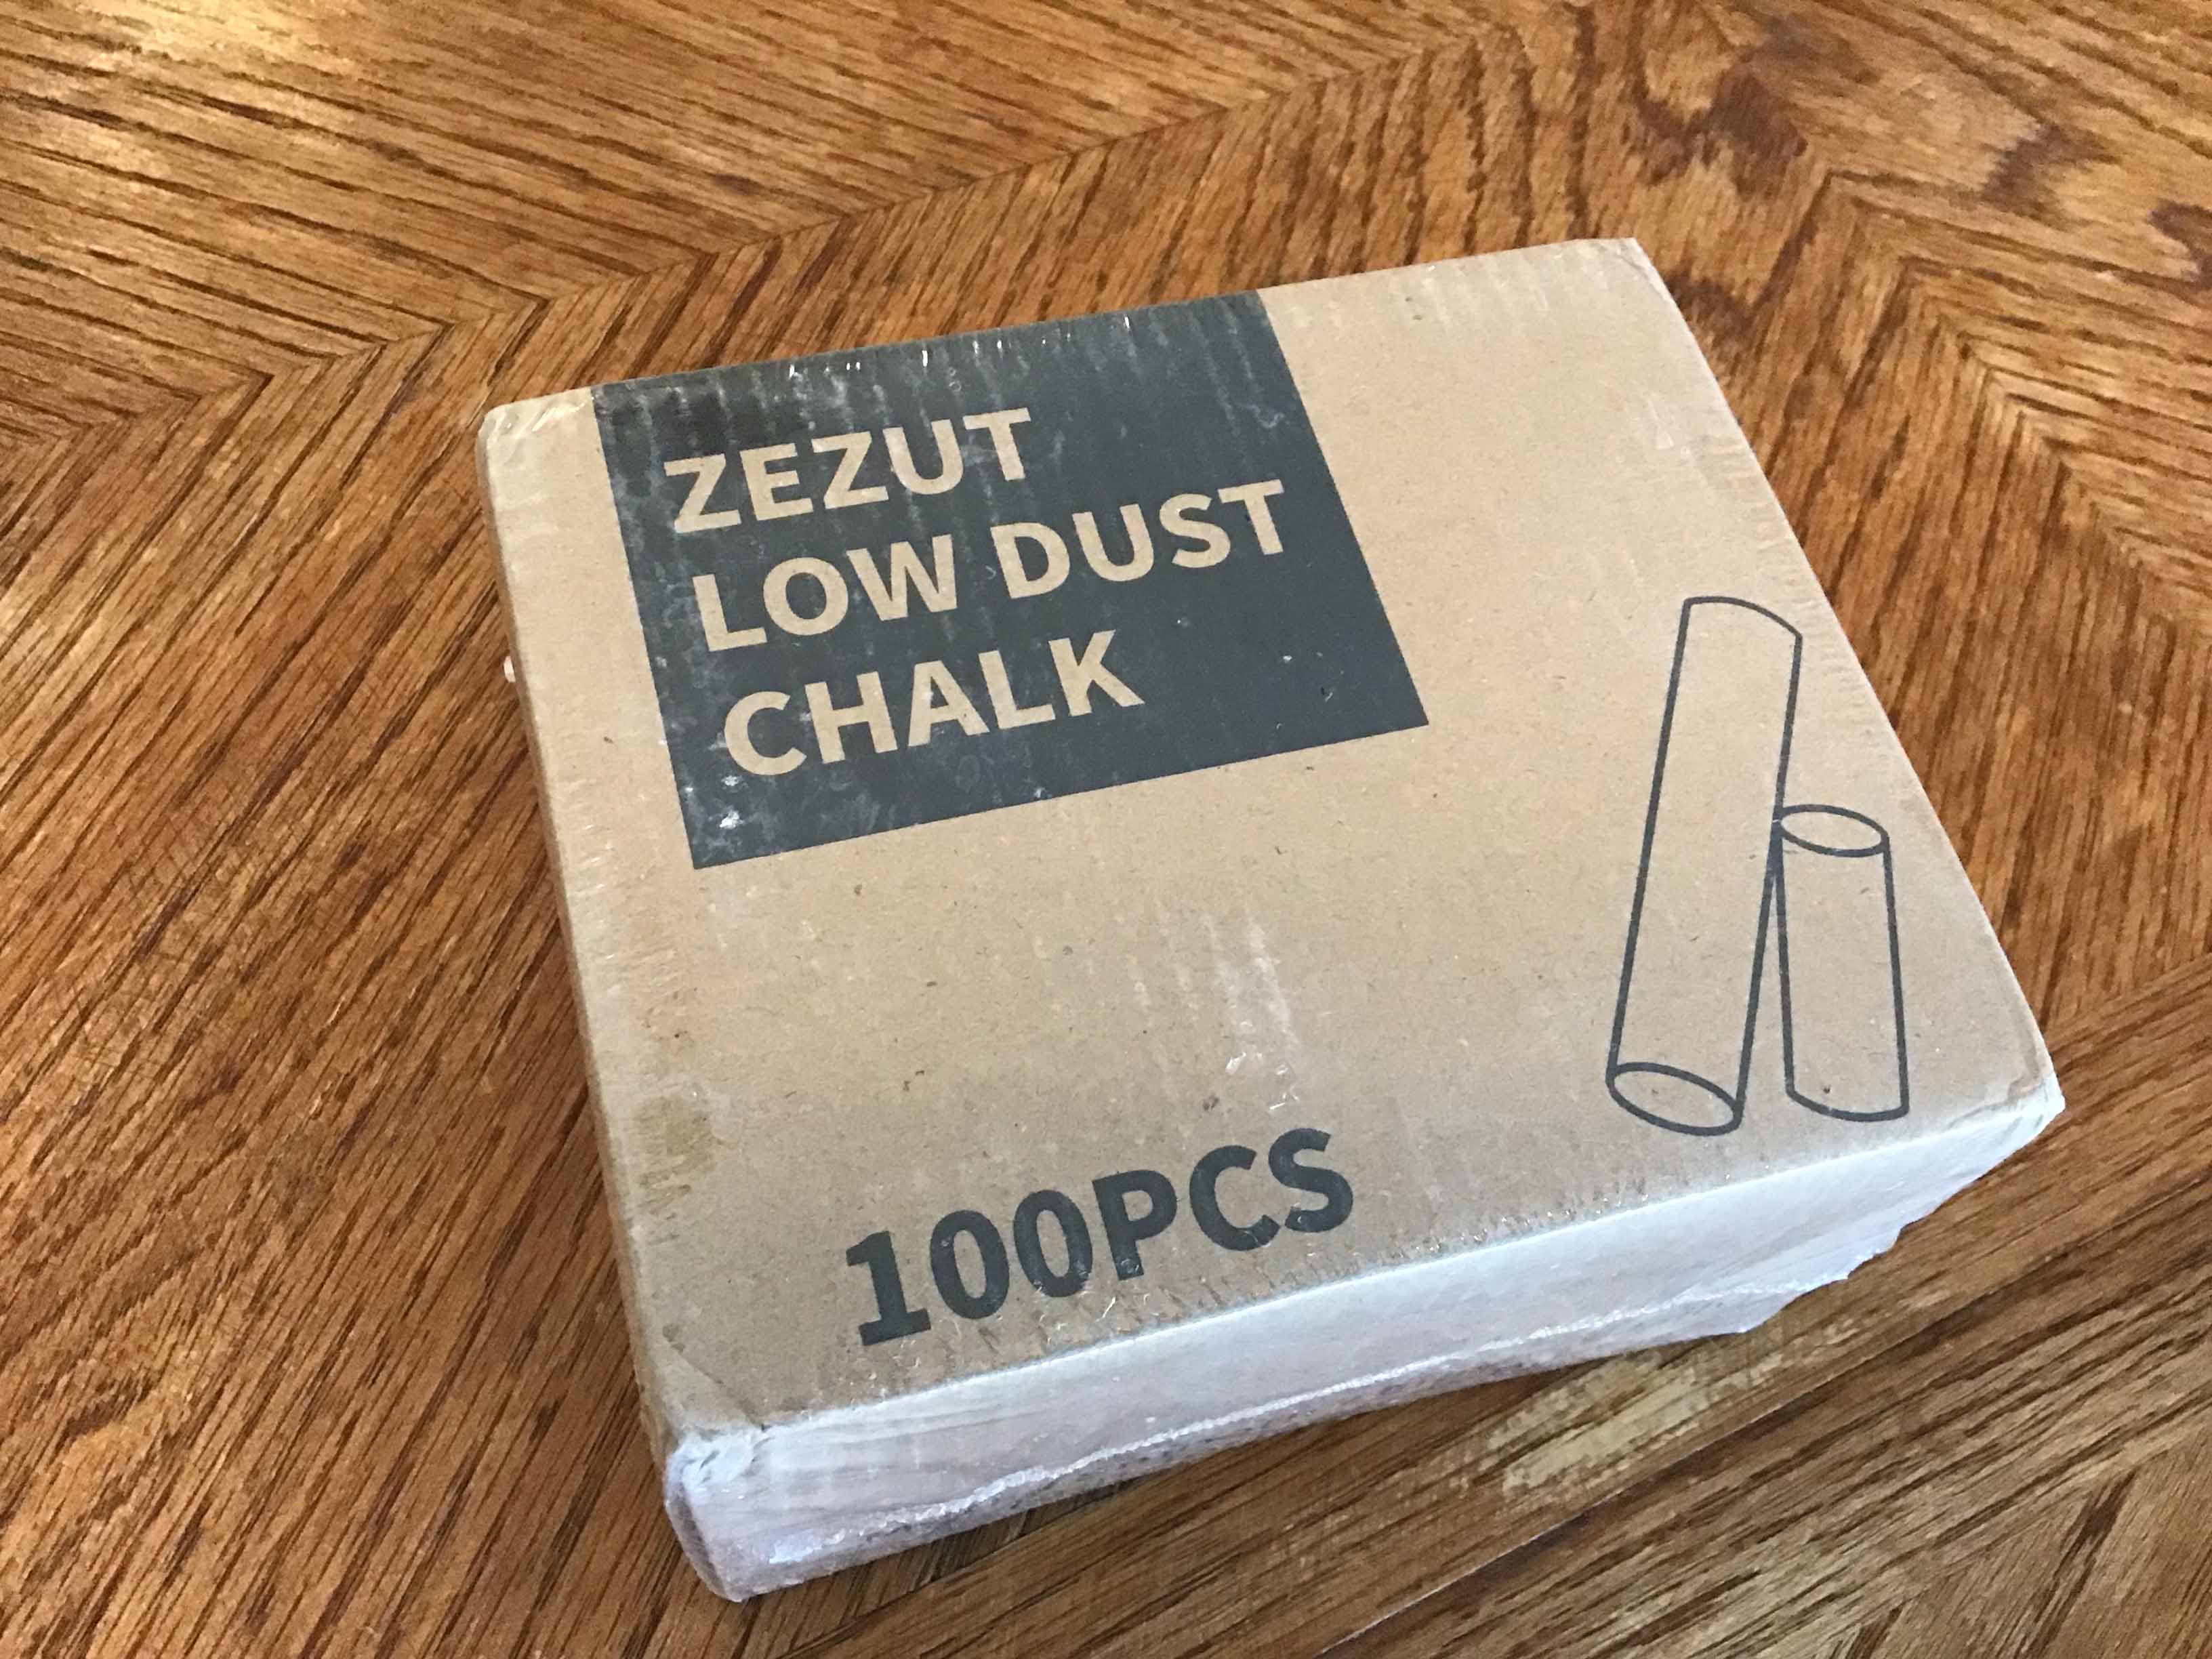 ZEZUT
LOW DUST
CHALK
100PCS